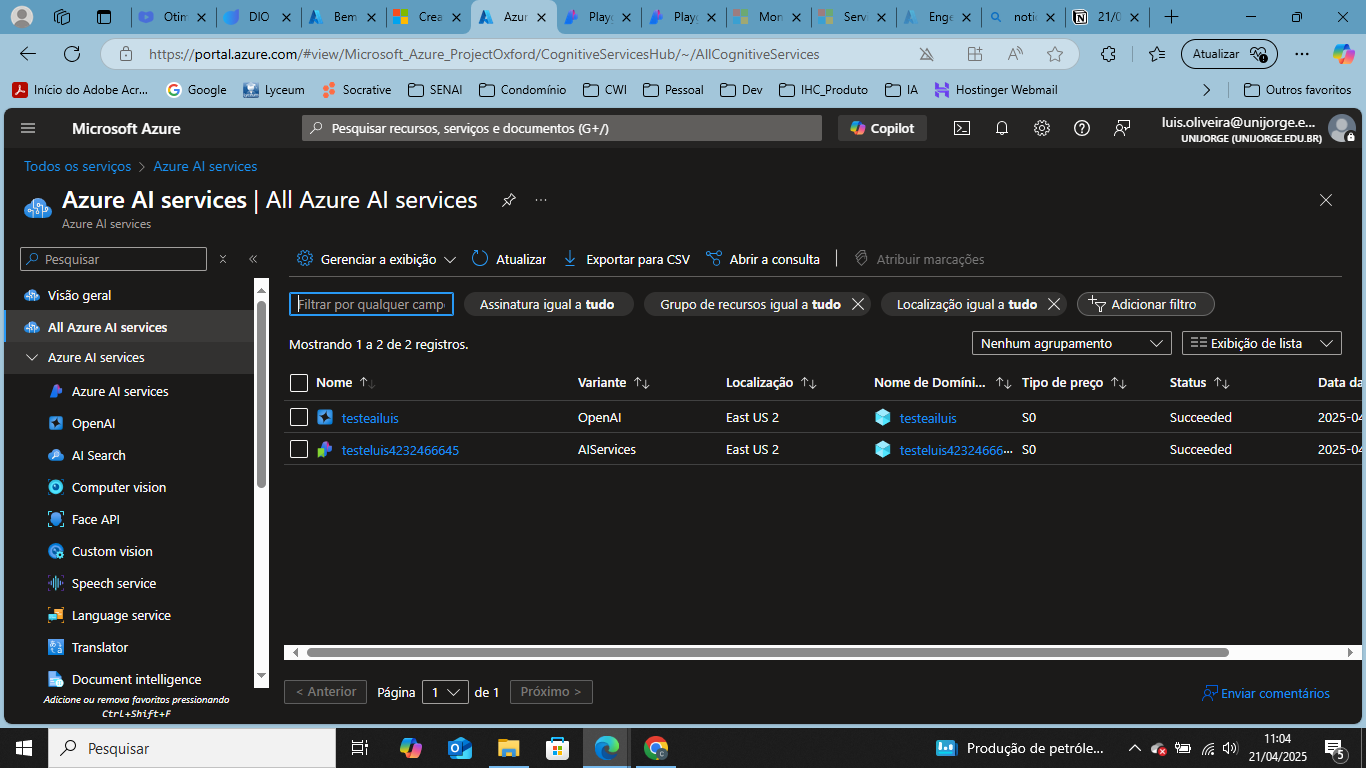 Otim
DIO
Bem
Crea
Azur
Playg
Play
Mon
Serv
Enge
notic
21/0
https://portal.azure.com/#view/Microsoft_Azure_ProjectOxford/CognitiveServicesHub/~/AllCognitiveServices
Atualizar
Início do Adobe Acr...
Google
Lyceum
Socrative
SENAI
Condomínio
CWI
Pessoal
Dev
IHC_Produto
IA
Hostinger Webmail
Outros favoritos
Microsoft Azure
Pesquisar recursos, serviços e documentos (G+/)
Copilot
luis.oliveira@unijorge.e...
UNIJORGE (UNIJORGE.EDU.BR)
Todos os serviços > Azure AI services
Azure AI services | All Azure AI services
Azure AI services
Pesquisar
Visão geral
All Azure AI services
Azure AI services
Azure AI services
OpenAI
AI Search
Computer vision
Face API
Custom vision
Speech service
Language service
Translator
Document intelligence
Adicione ou remova favoritos pressionando
Ctrl+Shift+F
Gerenciar a exibição
Atualizar
Exportar para CSV
Abrir a consulta
Atribuir marcações
Filtrar por qualquer camp
Assinatura igual a tudo
Grupo de recursos igual a tudo
Localização igual a tudo
Adicionar filtro
Mostrando 1 a 2 de 2 registros.
Nenhum agrupamento
Exibição de lista
Nome Variante Localização Nome de Domíni... Tipo de preço Status Data da
testeailuis OpenAI East US 2 testeailuis S0 Succeeded 2025-04
testeluis4232466645 AIServices East US 2 testeluis42324666... S0 Succeeded 2025-04
< Anterior
Página 1 de 1
Próximo >
Enviar comentários
Pesquisar
Produção de petróle...
11:04
21/04/2025
5